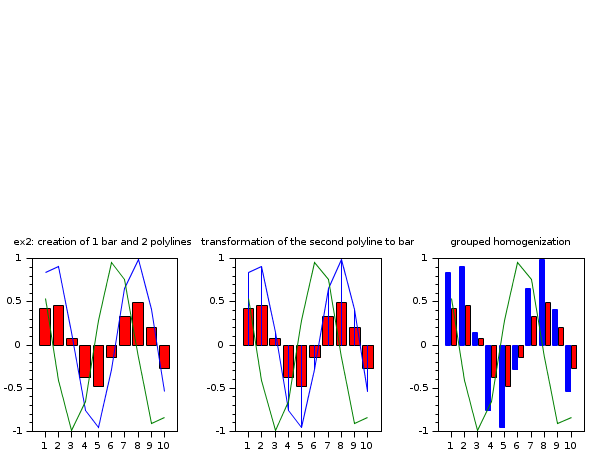 ex2: creation of 1 bar and 2 polylines
transformation of the second polyline to bar
grouped homogenization
1 1 1
0.5 0.5 0.5
0 0 0
-0.5 -0.5 -0.5
-1 -1 -1
1 2 3 4 5 6 7 8 9 10
1 2 3 4 5 6 7 8 9 10
1 2 3 4 5 6 7 8 9 10